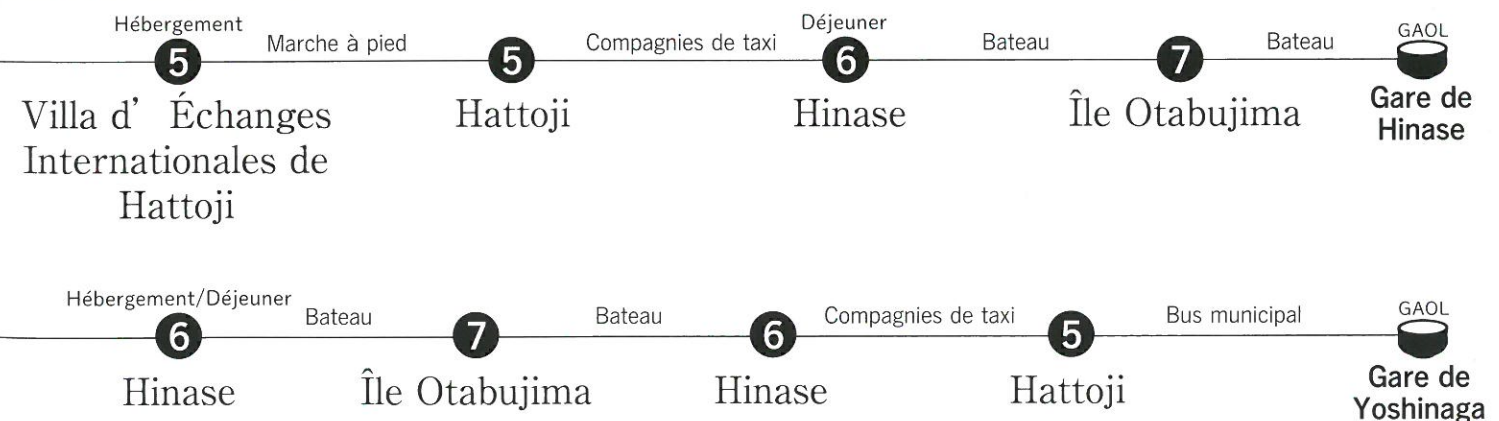 Hébergement
5
Marche à pied
5
Compagnies de taxi
Déjeuner
6
Bateau
7
Bateau
GAOL
Villa d' Échanges
Internationales de
Hattoji
Hattoji
Hinase
Île Otabujima
Gare de
Hinase
Hébergement/Déjeuner
6
Bateau
7
Bateau
6
Compagnies de taxi
5
Bus municipal
GAOL
Hinase
Île Otabujima
Hinase
Hattoji
Gare de
Yoshinaga